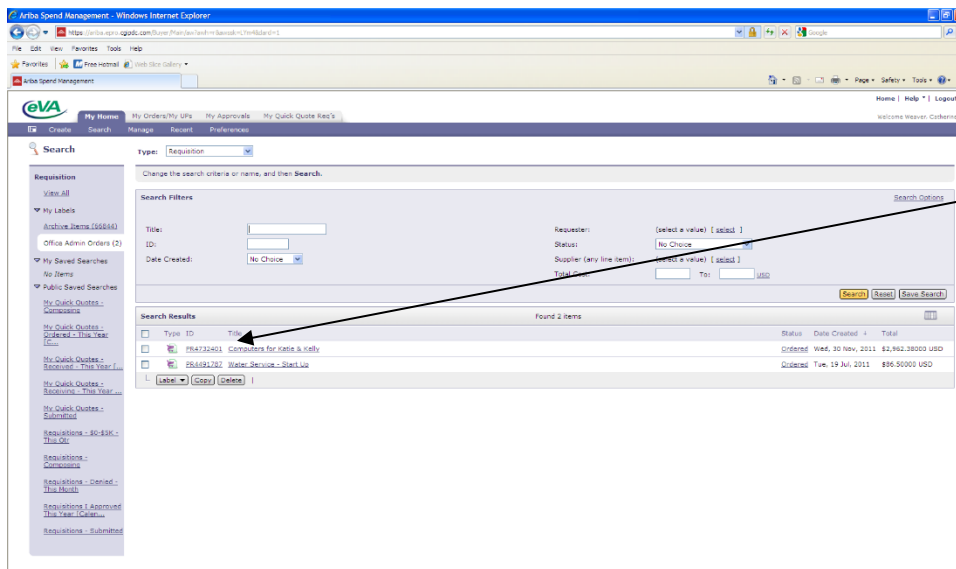 Ariba Spend Management - Windows Internet Explorer
Google
File Edit View Favorites Tools Help
Favorites Free Hotmail Web Slice Gallery
Ariba Spend Management Page Safety Tools
Home | Help | Logout
eVA My Home My Orders/My UPs My Approvals My Quick Quote Req's
Welcome Weaver, Catherine
Create Search Manage Recent Preferences
Search
Type: Requisition
Change the search criteria or name, and then Search.
Requisition
View All
My Labels
Archive Items (66844)
Office Admin Orders (2)
My Saved Searches
No Items
Public Saved Searches
My Quick Quotes - Composing
My Quick Quotes - Ordered - This Year [C...
My Quick Quotes - Received - This Year [...
My Quick Quotes - Receiving - This Year ...
My Quick Quotes - Submitted
Requisitions - $0-$3K - This Qtr
Requisitions - Composing
Requisitions - Denied - This Month
Requisitions I Approved This Year [Calen...
Requisitions - Submitted
Search Filters Search Options
Title: Requester: (select a value) [ select ]
ID: Status: No Choice
Date Created: No Choice Supplier (any line item): (select a value) [ select ]
Total Cost: To: USD
Search Reset Save Search
Search Results Found 2 items
Type ID Title Status Date Created Total
PR4732401 Computers for Katie & Kelly Ordered Wed, 30 Nov, 2011 $2,962.38000 USD
PR4491787 Water Service - Start Up Ordered Tue, 19 Jul, 2011 $86.50000 USD
Label Copy Delete